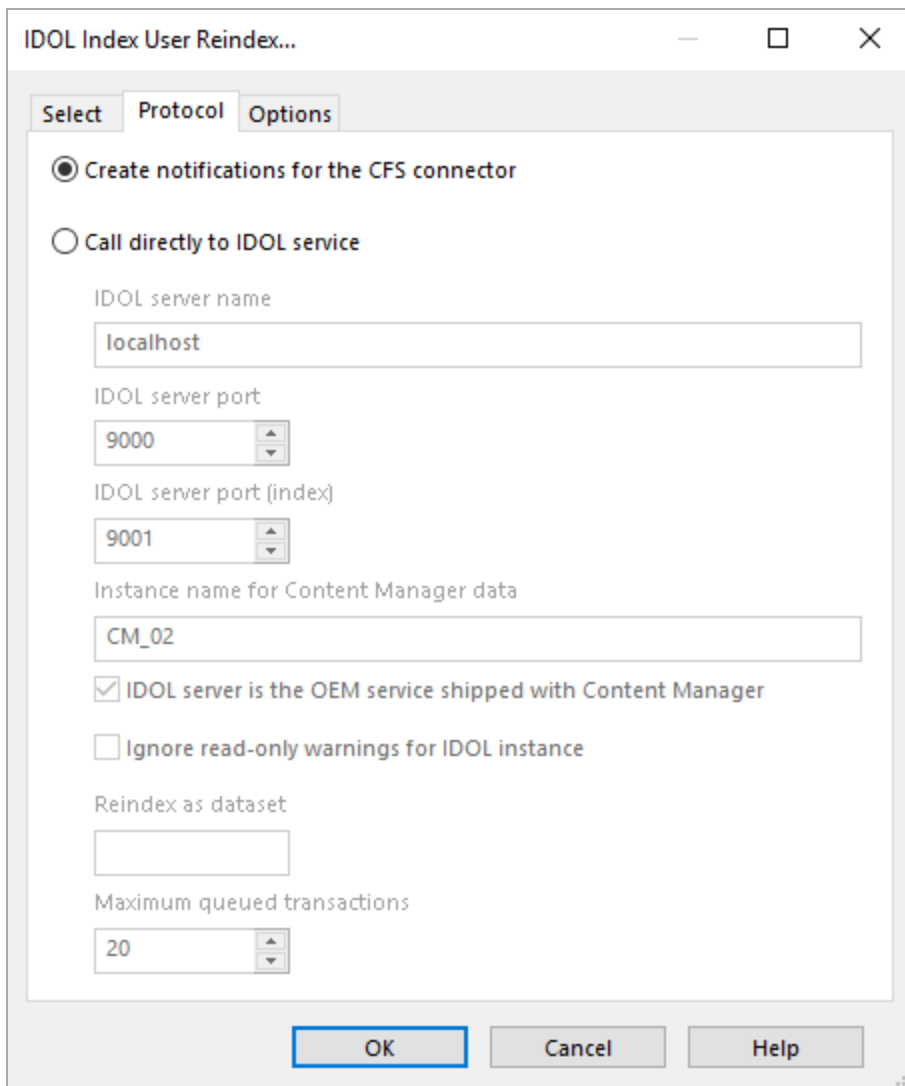 IDOL Index User Reindex...
Select Protocol Options
Create notifications for the CFS connector
Call directly to IDOL service
IDOL server name
localhost
IDOL server port
9000
IDOL server port (index)
9001
Instance name for Content Manager data
CM_02
IDOL server is the OEM service shipped with Content Manager
Ignore read-only warnings for IDOL instance
Reindex as dataset
Maximum queued transactions
20
OK Cancel Help